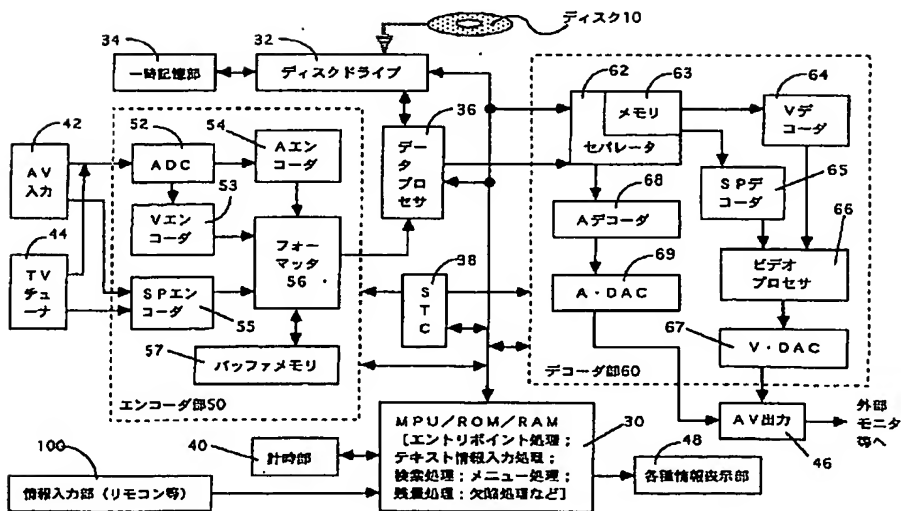 ディスク10
34
32
一時記憶部
ディスクドライブ
62
63
64
42
52
54
36
メモリ
Vデコーダ
AV入力
ADC
Aエンコーダ
データプロセサ
セパレータ
53
68
SPデコーダ
65
44
Vエンコーダ
Aデコーダ
66
TVチューナ
フォーマッタ56
38
69
ビデオプロセサ
SPエンコーダ
STC
A・DAC
55
67
57
V・DAC
バッファメモリ
デコーダ部60
エンコーダ部50
MPU/ROM/RAM
[エントリポイント処理;
テキスト情報入力処理;
検索処理;メニュー処理;
残量処理;欠陥処理など]
30
AV出力
外部モニタ等へ
40
48
46
計時部
100
各種情報表示部
情報入力部(リモコン等)